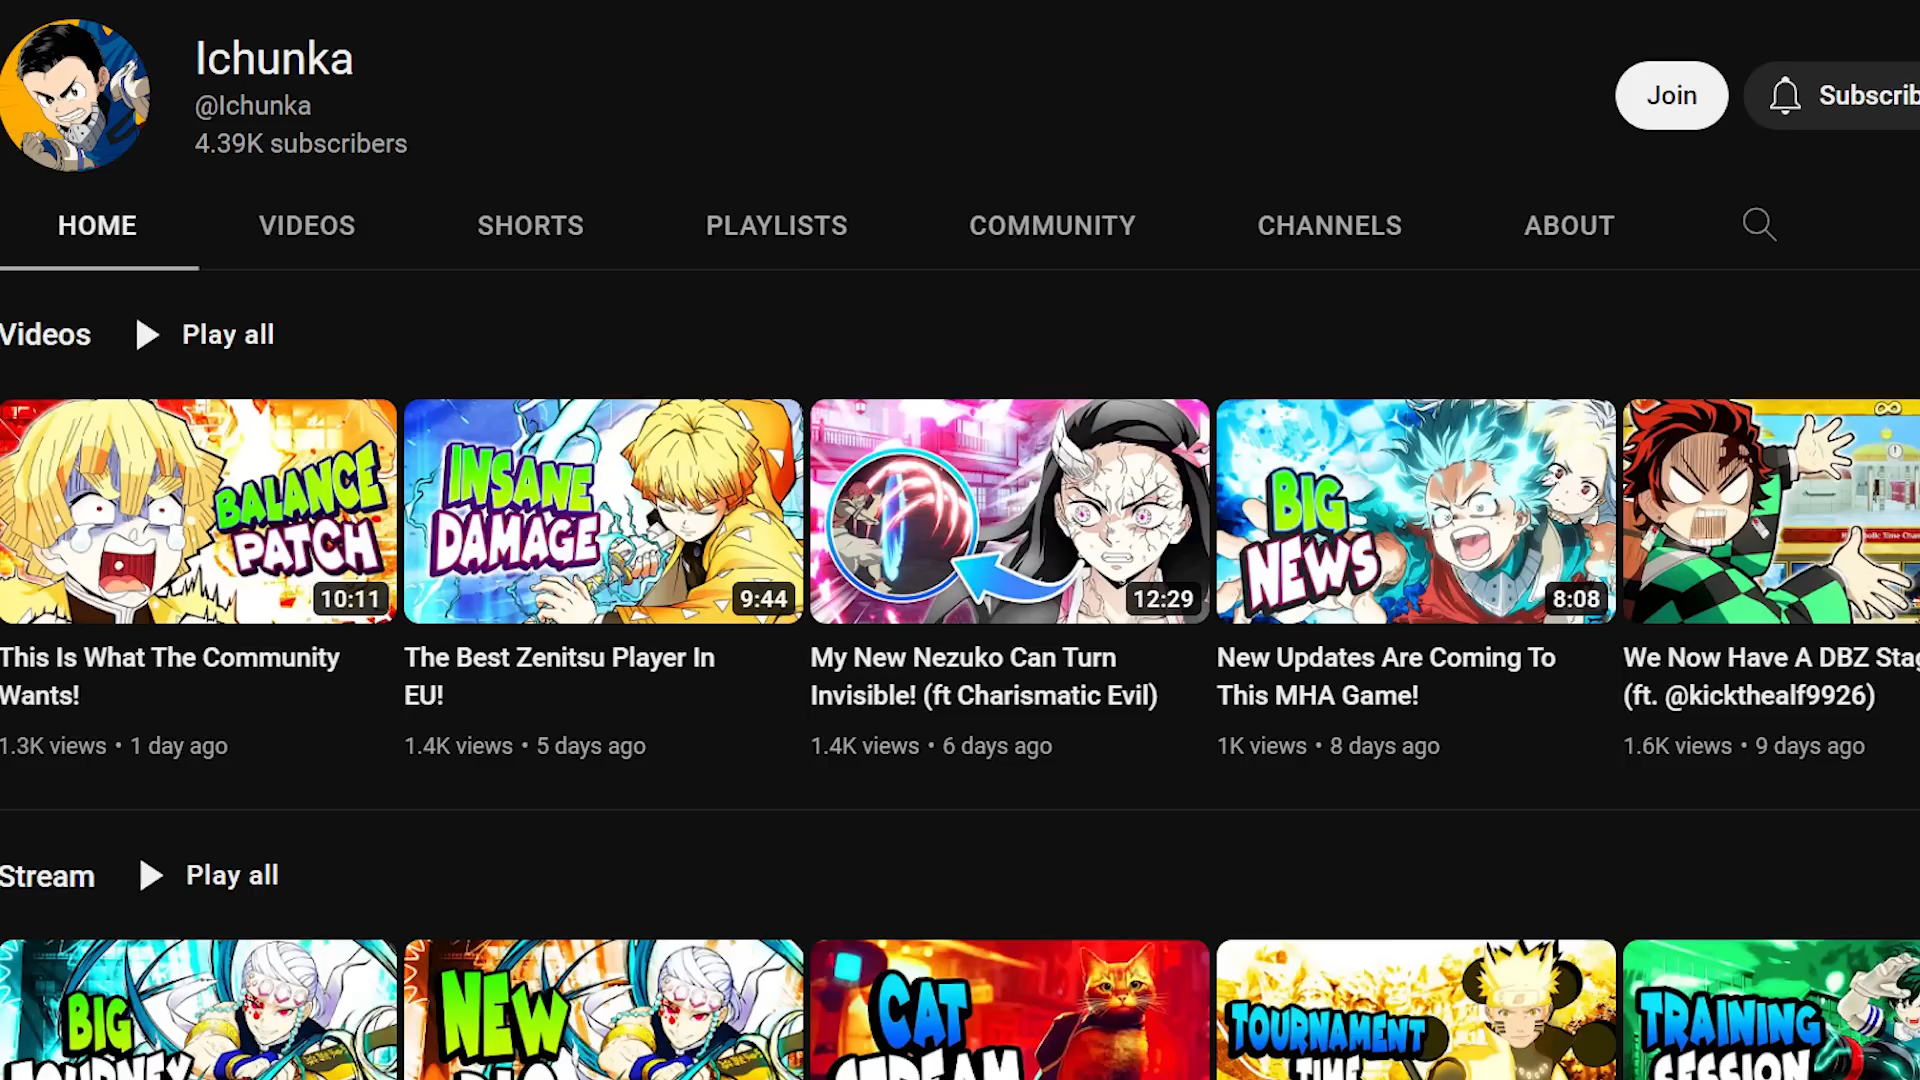 Ichunka
@Ichunka
4.39K subscribers
Join
Subscrib
HOME
VIDEOS
SHORTS
PLAYLISTS
COMMUNITY
CHANNELS
ABOUT
Videos
Play all
BALANCE
PATCH
10:11
INSANE
DAMAGE
9:44
12:29
BIG
NEWS
8:08
This Is What The Community
Wants!
1.3K views • 1 day ago
The Best Zenitsu Player In
EU!
1.4K views • 5 days ago
My New Nezuko Can Turn
Invisible! (ft Charismatic Evil)
1.4K views • 6 days ago
New Updates Are Coming To
This MHA Game!
1K views • 8 days ago
We Now Have A DBZ Stag
(ft. @kickthealf9926)
1.6K views • 9 days ago
Stream
Play all
BIG
JOURNEY
NEW
CAT
STREAM
TOURNAMENT
TIME
TRAINING
SESSION